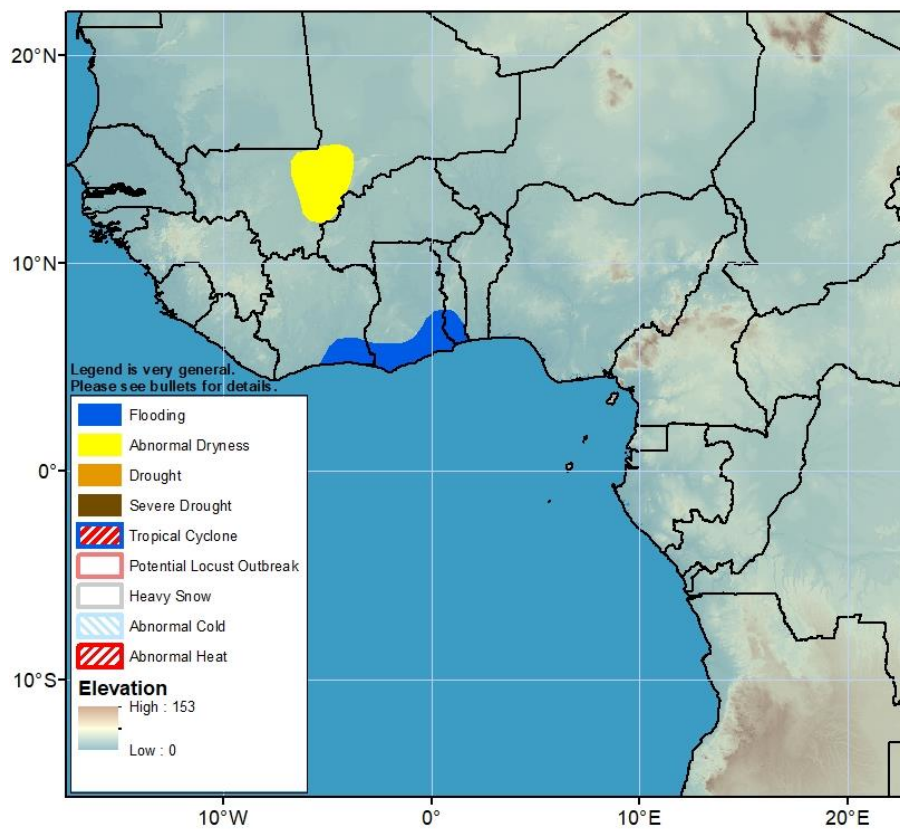 20°N
10°N
0°
10°S
Legend is very general.
Please see bullets for details.
Flooding
Abnormal Dryness
Drought
Severe Drought
Tropical Cyclone
Potential Locust Outbreak
Heavy Snow
Abnormal Cold
Abnormal Heat
Elevation
High : 153
Low : 0
10°W
0°
10°E
20°E